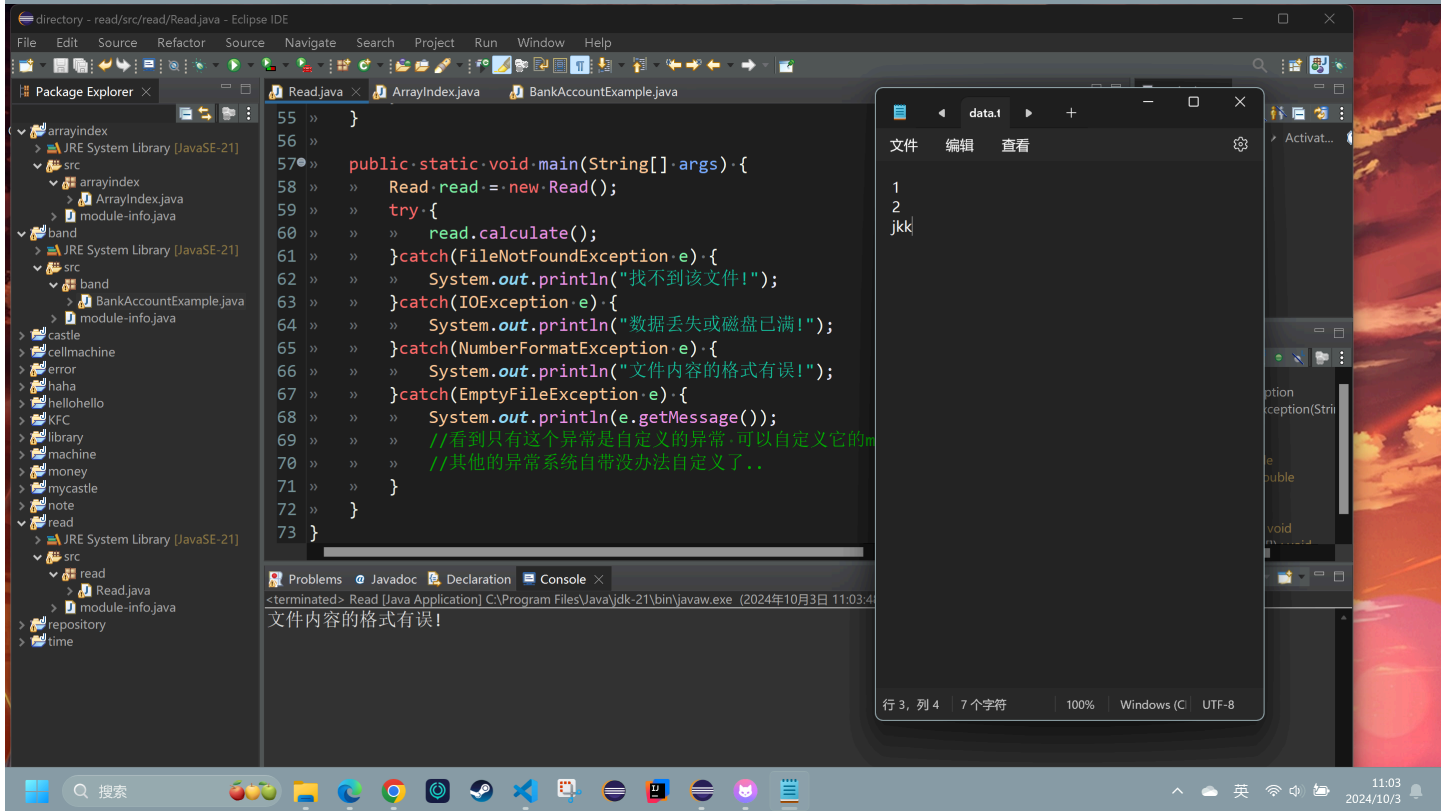 directory - read/src/read/Read.java - Eclipse IDE
File Edit Source Refactor Source Navigate Search Project Run Window Help
Package Explorer
arrayindex
JRE System Library [JavaSE-21]
src
arrayindex
ArrayIndex.java
module-info.java
band
JRE System Library [JavaSE-21]
src
band
BankAccountExample.java
module-info.java
castle
cellmachine
error
haha
hellohello
KFC
library
machine
money
mycastle
note
read
JRE System Library [JavaSE-21]
src
read
Read.java
module-info.java
repository
time
Read.java ArrayIndex.java BankAccountExample.java
55 }
56
57 public static void main(String[] args) {
58 Read read = new Read();
59 try {
60 read.calculate();
61 }catch(FileNotFoundException e) {
62 System.out.println("找不到该文件!");
63 }catch(IOException e) {
64 System.out.println("数据丢失或磁盘已满!");
65 }catch(NumberFormatException e) {
66 System.out.println("文件内容的格式有误!");
67 }catch(EmptyFileException e) {
68 System.out.println(e.getMessage());
69 //看到只有这个异常是自定义的异常 可以自定义它的m
70 //其他的异常系统自带没办法自定义了..
71 }
72 }
73 }
Problems Javadoc Declaration Console
<terminated> Read [Java Application] C:\Program Files\Java\jdk-21\bin\javaw.exe (2024年10月3日 11:03:48
文件内容的格式有误!
data.t
文件 编辑 查看
1
2
jkk
行 3, 列 4 7 个字符 100% Windows (C UTF-8
Activat...
ption
xception(Stri
le
ouble
void
搜索
英
11:03
2024/10/3